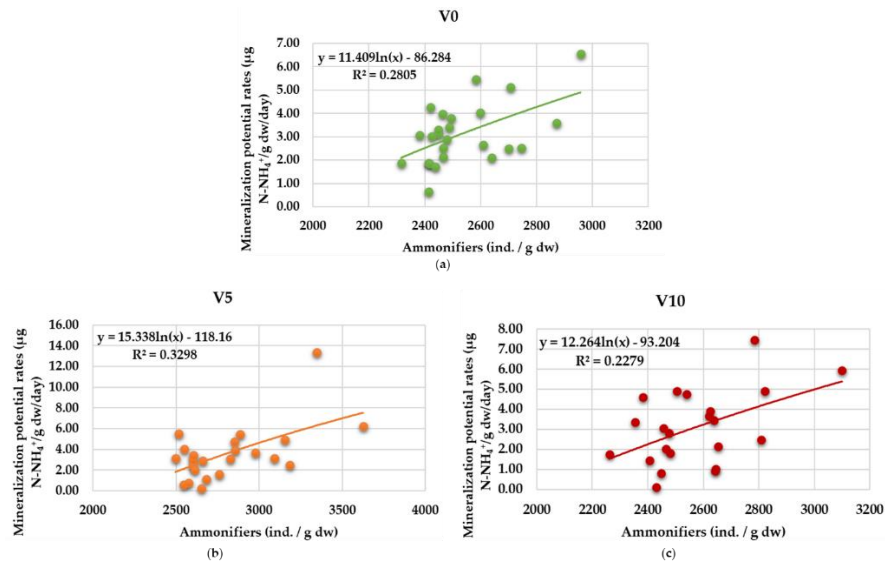 V0
Mineralization potential rates (µg
N-NH₄⁺/g dw/day)
7.00
6.00
5.00
4.00
3.00
2.00
1.00
0.00
y = 11.409ln(x) - 86.284
R² = 0.2805
2000 2200 2400 2600 2800 3000 3200
Ammonifiers (ind. / g dw)
(a)
V5
Mineralization potential rates (µg
N-NH₄⁺/g dw/day)
16.00
14.00
12.00
10.00
8.00
6.00
4.00
2.00
0.00
y = 15.338ln(x) - 118.16
R² = 0.3298
2000 2500 3000 3500 4000
Ammonifiers (ind. / g dw)
(b)
V10
Mineralization potential rates (µg
N-NH₄⁺/g dw/day)
8.00
7.00
6.00
5.00
4.00
3.00
2.00
1.00
0.00
y = 12.264ln(x) - 93.204
R² = 0.2279
2000 2200 2400 2600 2800 3000 3200
Ammonifiers (ind. / g dw)
(c)